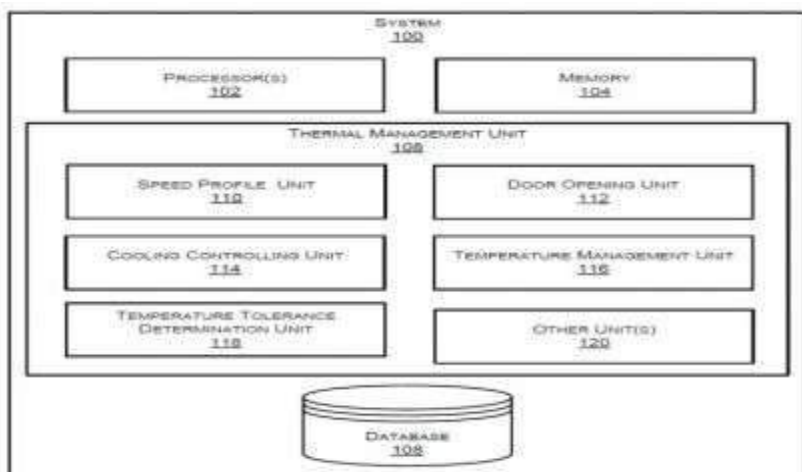 SYSTEM
100
PROCESSOR(S)
102
MEMORY
104
THERMAL MANAGEMENT UNIT
106
SPEED PROFILE UNIT
110
DOOR OPENING UNIT
112
COOLING CONTROLLING UNIT
114
TEMPERATURE MANAGEMENT UNIT
116
TEMPERATURE TOLERANCE
DETERMINATION UNIT
118
OTHER UNIT(S)
120
DATABASE
108